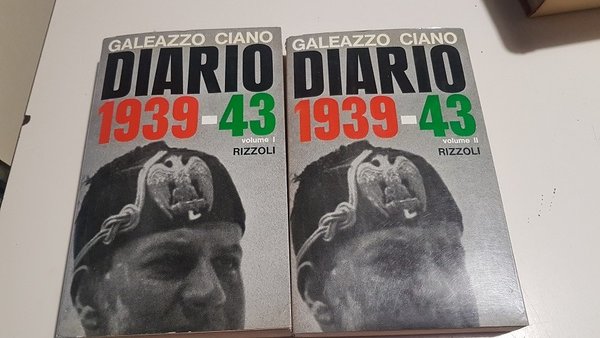 GALEAZZO CIANO
DIARIO
1939-43
volume I
RIZZOLI
GALEAZZO CIANO
DIARIO
1939-43
volume II
RIZZOLI